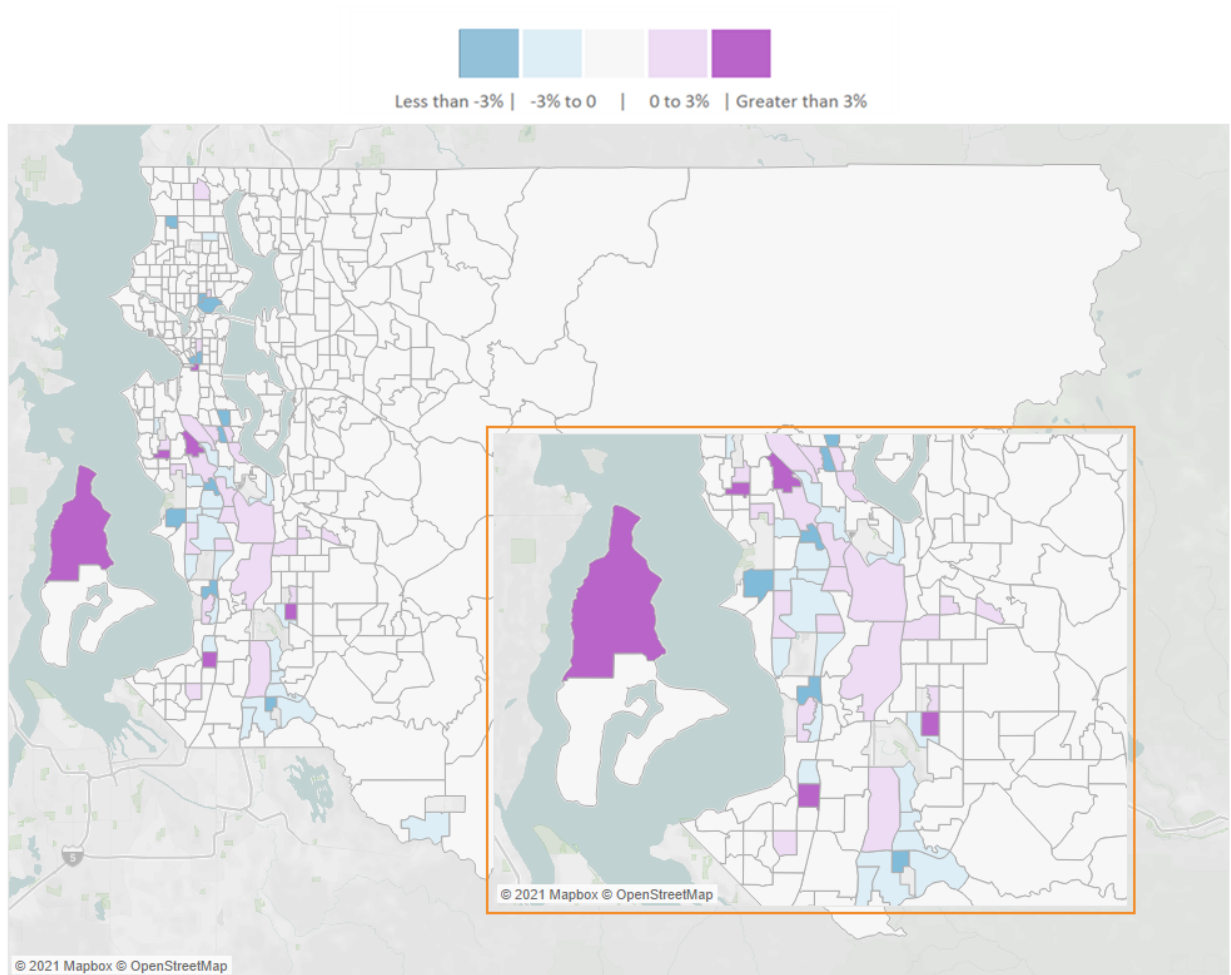 Less than -3% | -3% to 0 | 0 to 3% | Greater than 3%
5
© 2021 Mapbox © OpenStreetMap
© 2021 Mapbox © OpenStreetMap